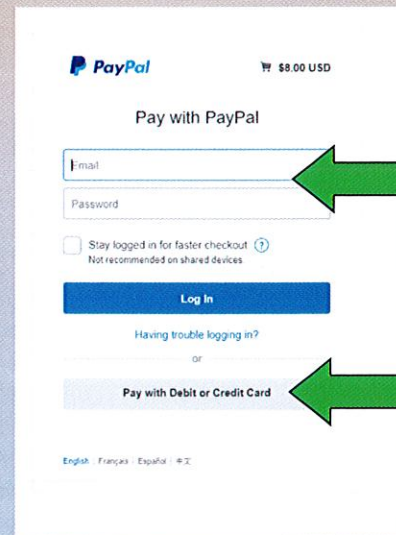 PayPal
$8.00 USD
Pay with PayPal
Email
Password
Stay logged in for faster checkout ?
Not recommended on shared devices
Log In
Having trouble logging in?
or
Pay with Debit or Credit Card
English | Français | Español | 中文